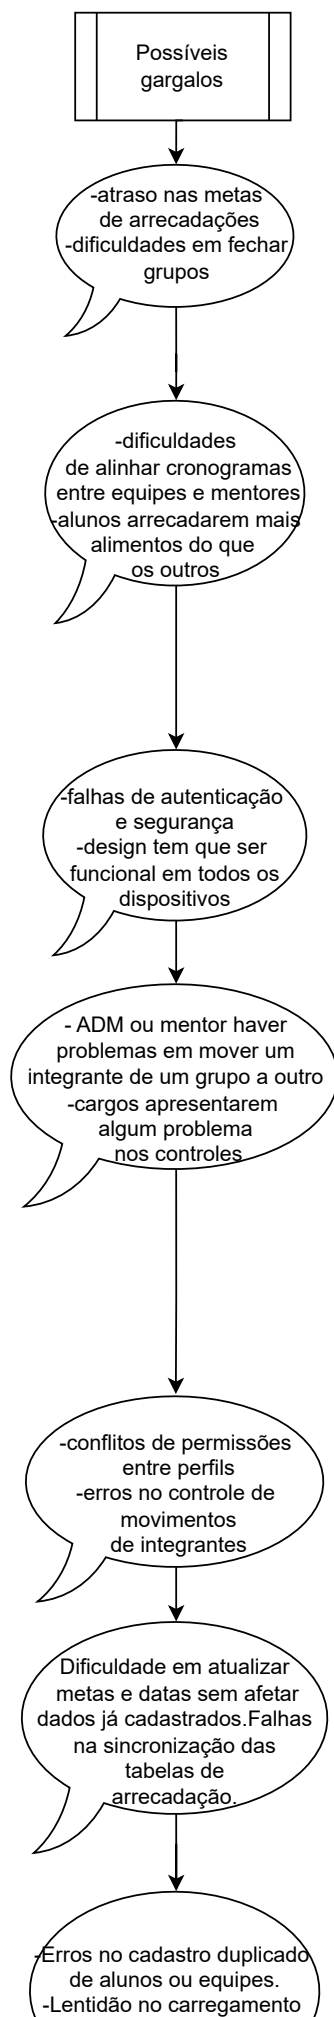 Possíveis
gargalos
-atraso nas metas
de arrecadações
-dificuldades em fechar
grupos
-dificuldades
de alinhar cronogramas
entre equipes e mentores
-alunos arrecadarem mais
alimentos do que
os outros
-falhas de autenticação
e segurança
-design tem que ser
funcional em todos os
dispositivos
- ADM ou mentor haver
problemas em mover um
integrante de um grupo a outro
-cargos apresentarem
algum problema
nos controles
-conflitos de permissões
entre perfils
-erros no controle de
movimentos
de integrantes
Dificuldade em atualizar
metas e datas sem afetar
dados já cadastrados.Falhas
na sincronização das
tabelas de
arrecadação.
-Erros no cadastro duplicado
de alunos ou equipes.
-Lentidão no carregamento